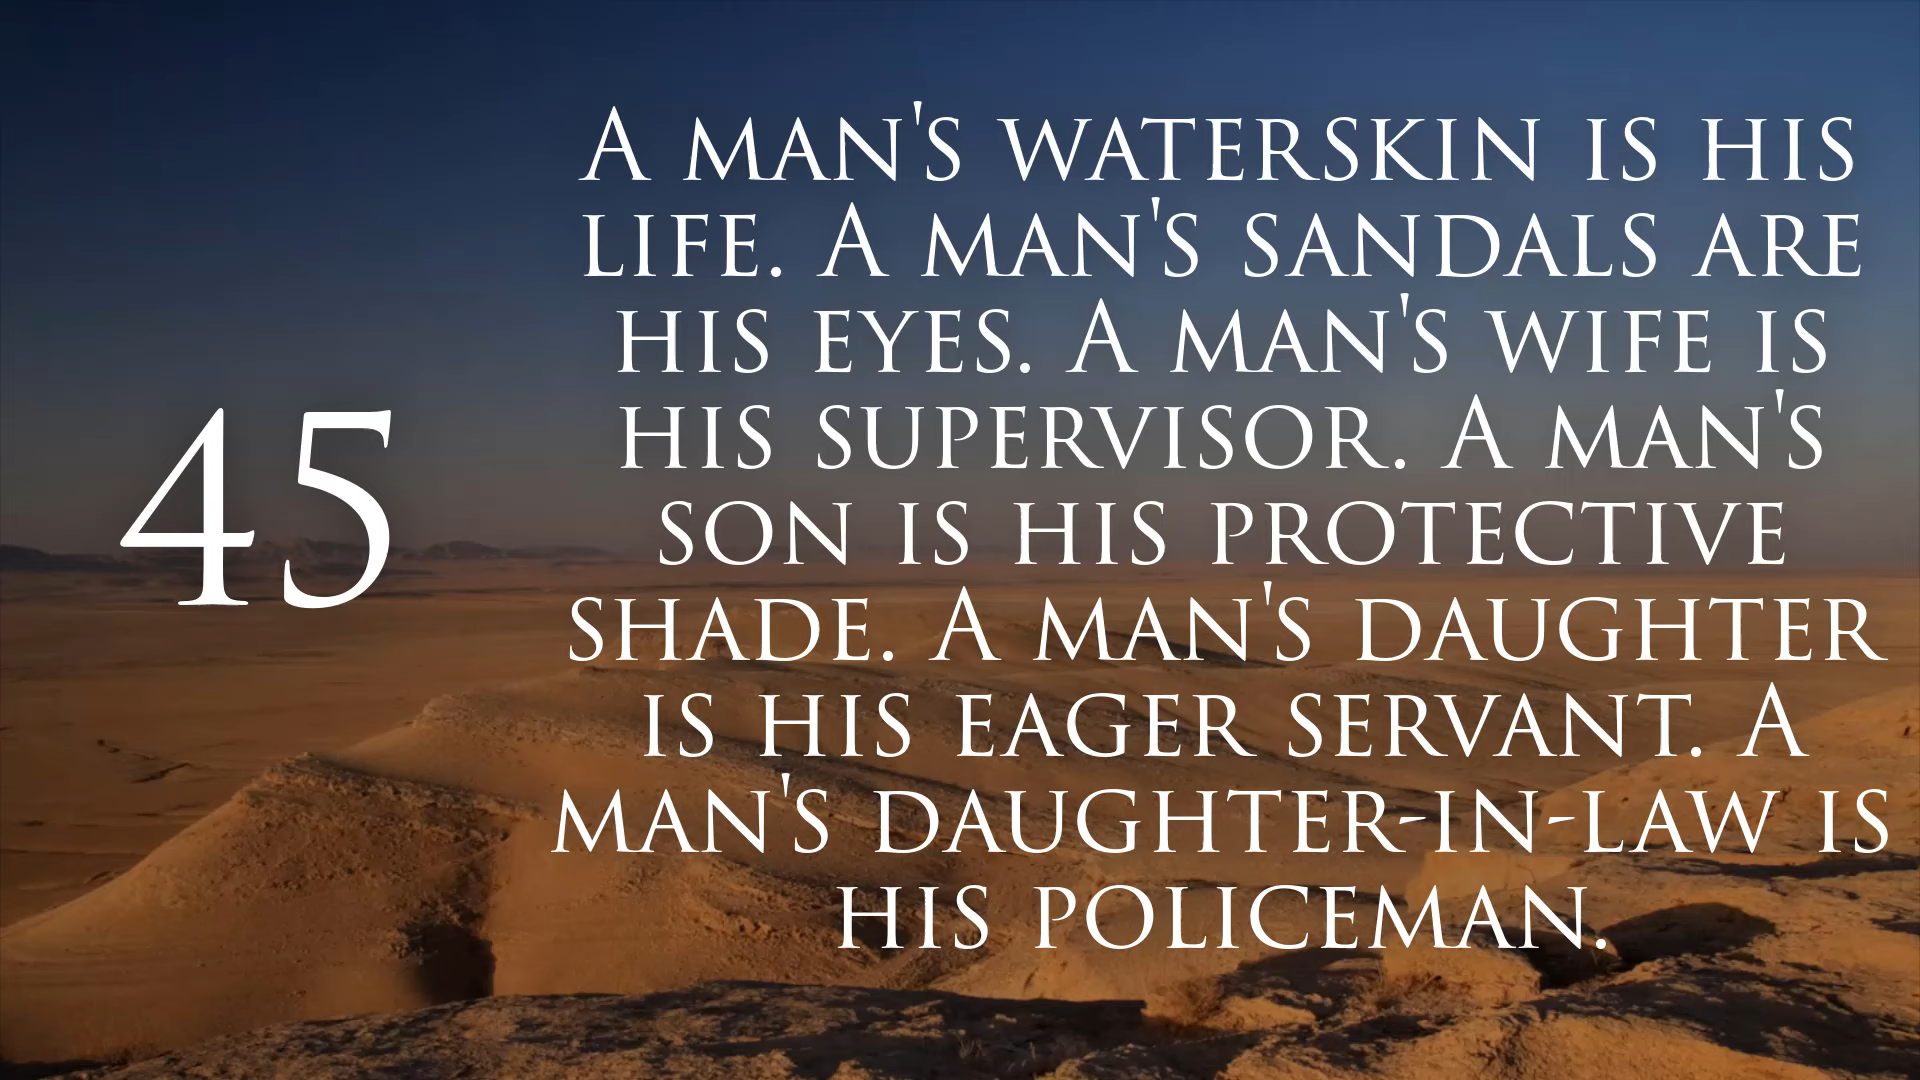 45
A man's waterskin is his
life. A man's sandals are
his eyes. A man's wife is
his supervisor. A man's
son is his protective
shade. A man's daughter
is his eager servant. A
man's daughter-in-law is
his policeman.